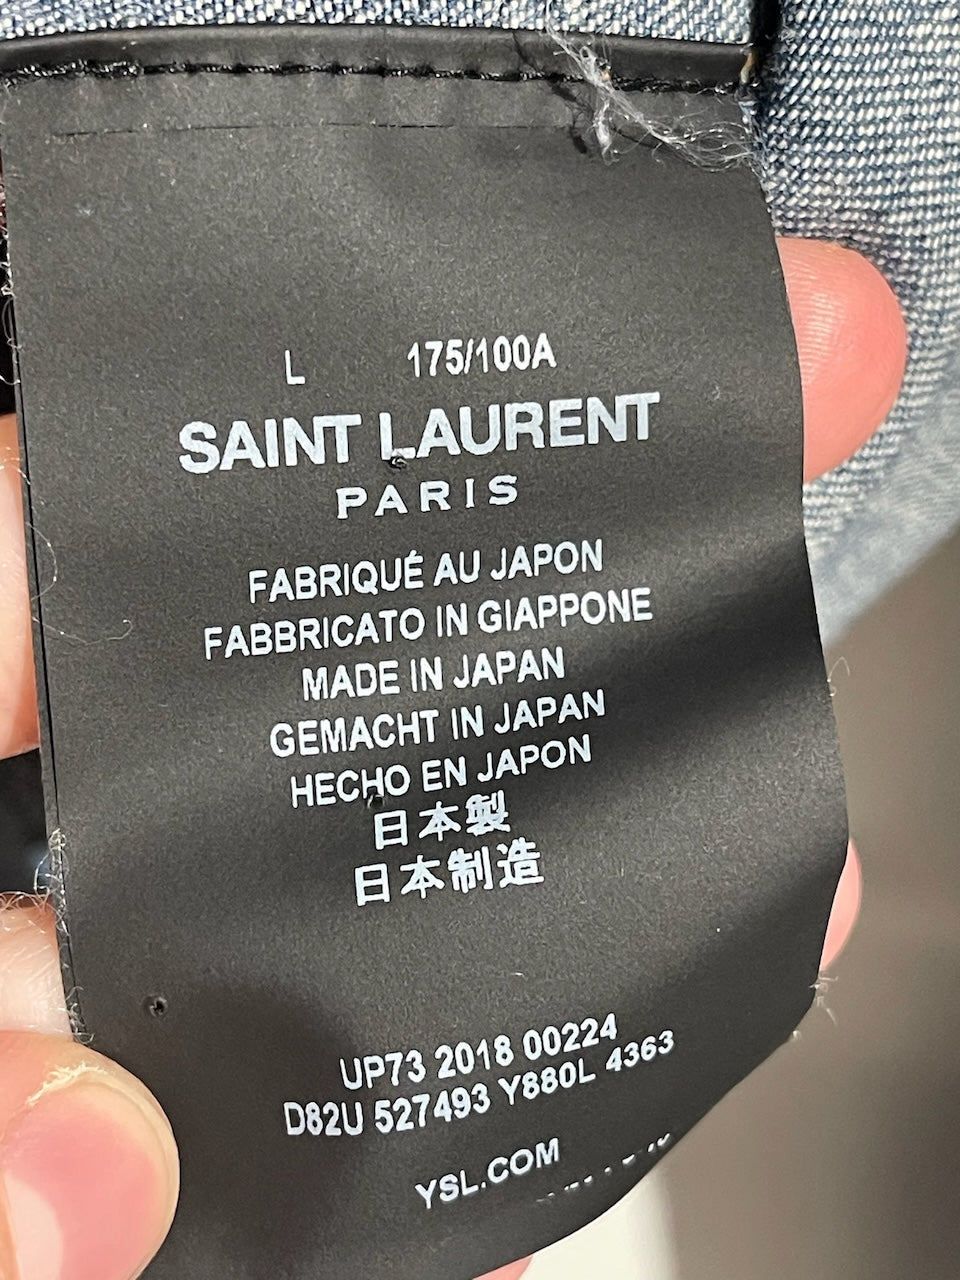 L 175/100A
SAINT LAURENT
PARIS
FABRIQUÉ AU JAPON
FABBRICATO IN GIAPPONE
MADE IN JAPAN
GEMACHT IN JAPAN
HECHO EN JAPON
日本製
日本制造
UP73 2018 00224
D82U 527493 Y880L 4363
YSL.COM